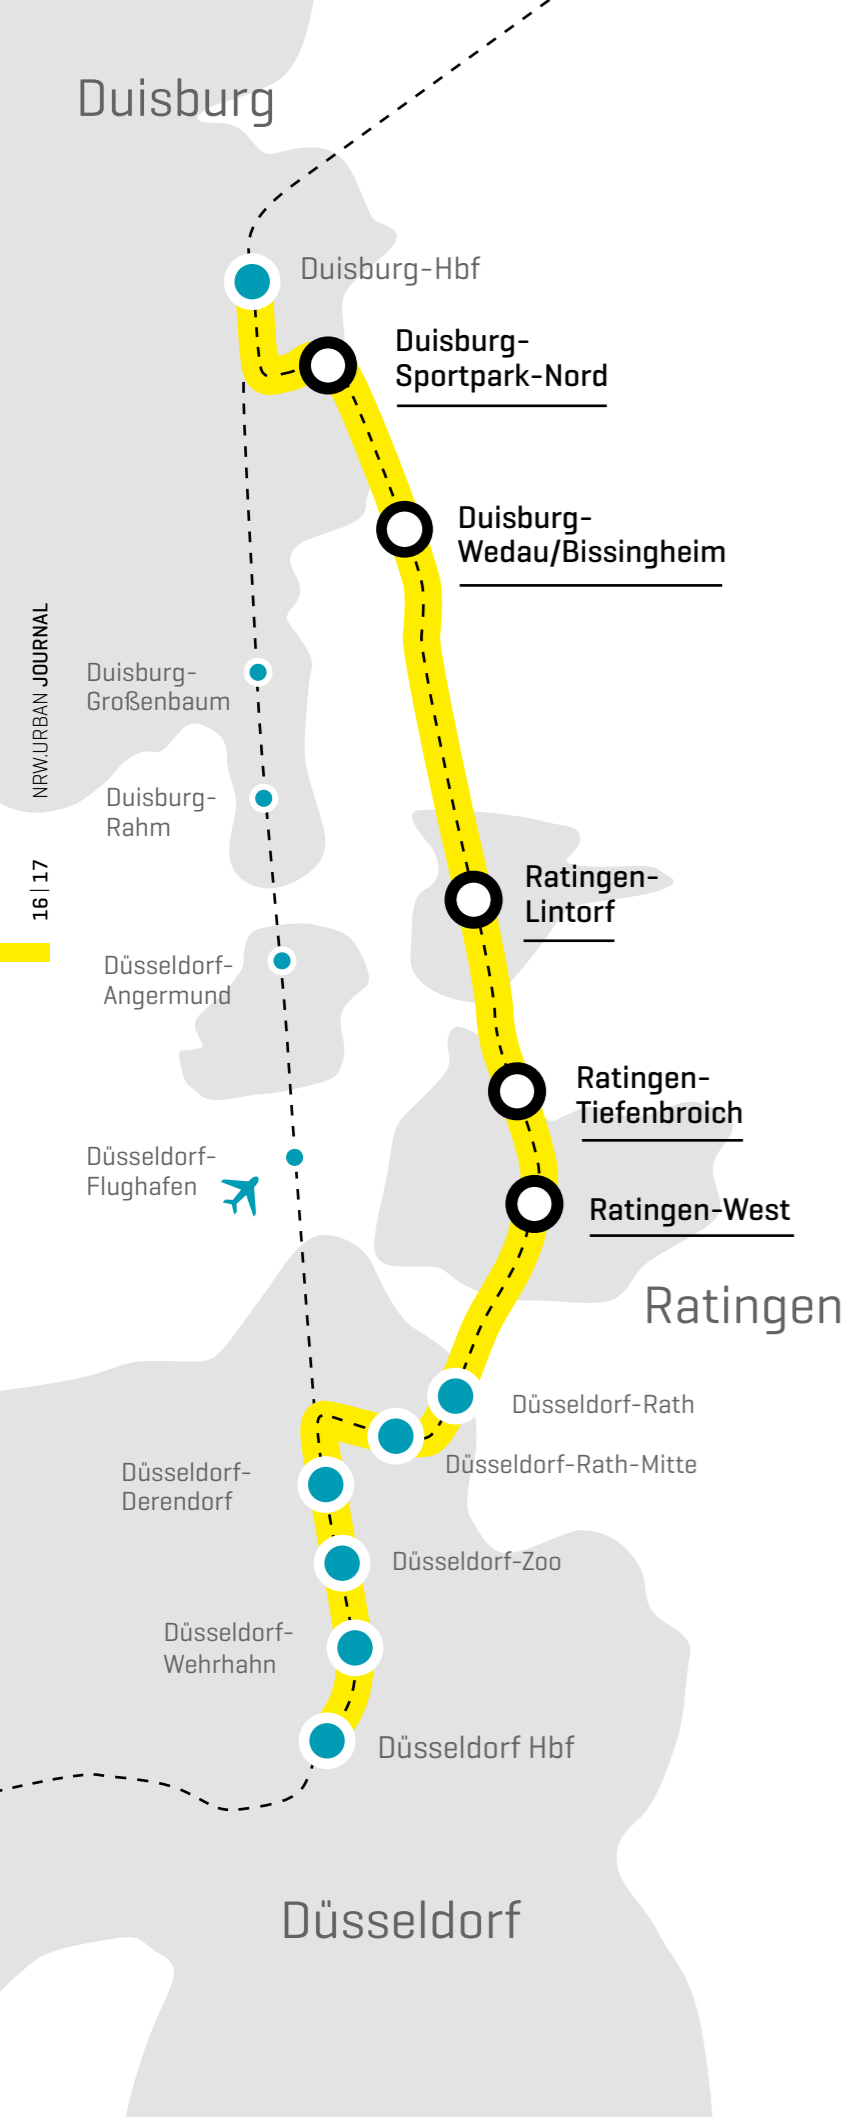 Duisburg
Duisburg-Hbf
Duisburg-
Sportpark-Nord
Duisburg-
Wedau/Bissingheim
NRW.URBAN JOURNAL
16|17
Duisburg-
Großenbaum
Duisburg-
Rahm
Ratingen-
Lintorf
Düsseldorf-
Angermund
Ratingen-
Tiefenbroich
Düsseldorf-
Flughafen
Ratingen-West
Ratingen
Düsseldorf-Rath
Düsseldorf-Rath-Mitte
Düsseldorf-
Derendorf
Düsseldorf-Zoo
Düsseldorf-
Wehrhahn
Düsseldorf Hbf
Düsseldorf